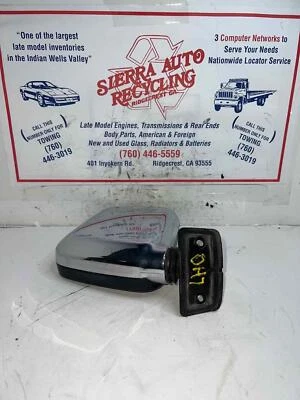 "One of the largest
late model inventories
in the Indian Wells Valley"
SIERRA AUTO
RECYCLING
RIDGECREST CA.
3 Computer Networks to
Serve your Needs
Nationwide Locator Service
CALL THIS
NUMBER ONLY FOR
TOWING
(760)
446-3019
Late Model Engines, Transmissions & Rear Ends
Body Parts, American & Foreign
New and Used Glass, Radiators & Batteries
(760) 446-5559
401 Inyokern Rd. Ridgecrest, CA 93555
CALL THIS
NUMBER ONLY FOR
TOWING
(760)
446-3019
LHO